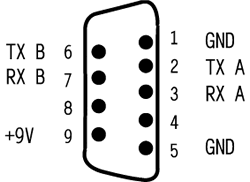 1 GND
TX B 6
2 TX A
RX B 7
3 RX A
8
4
+9V 9
5 GND